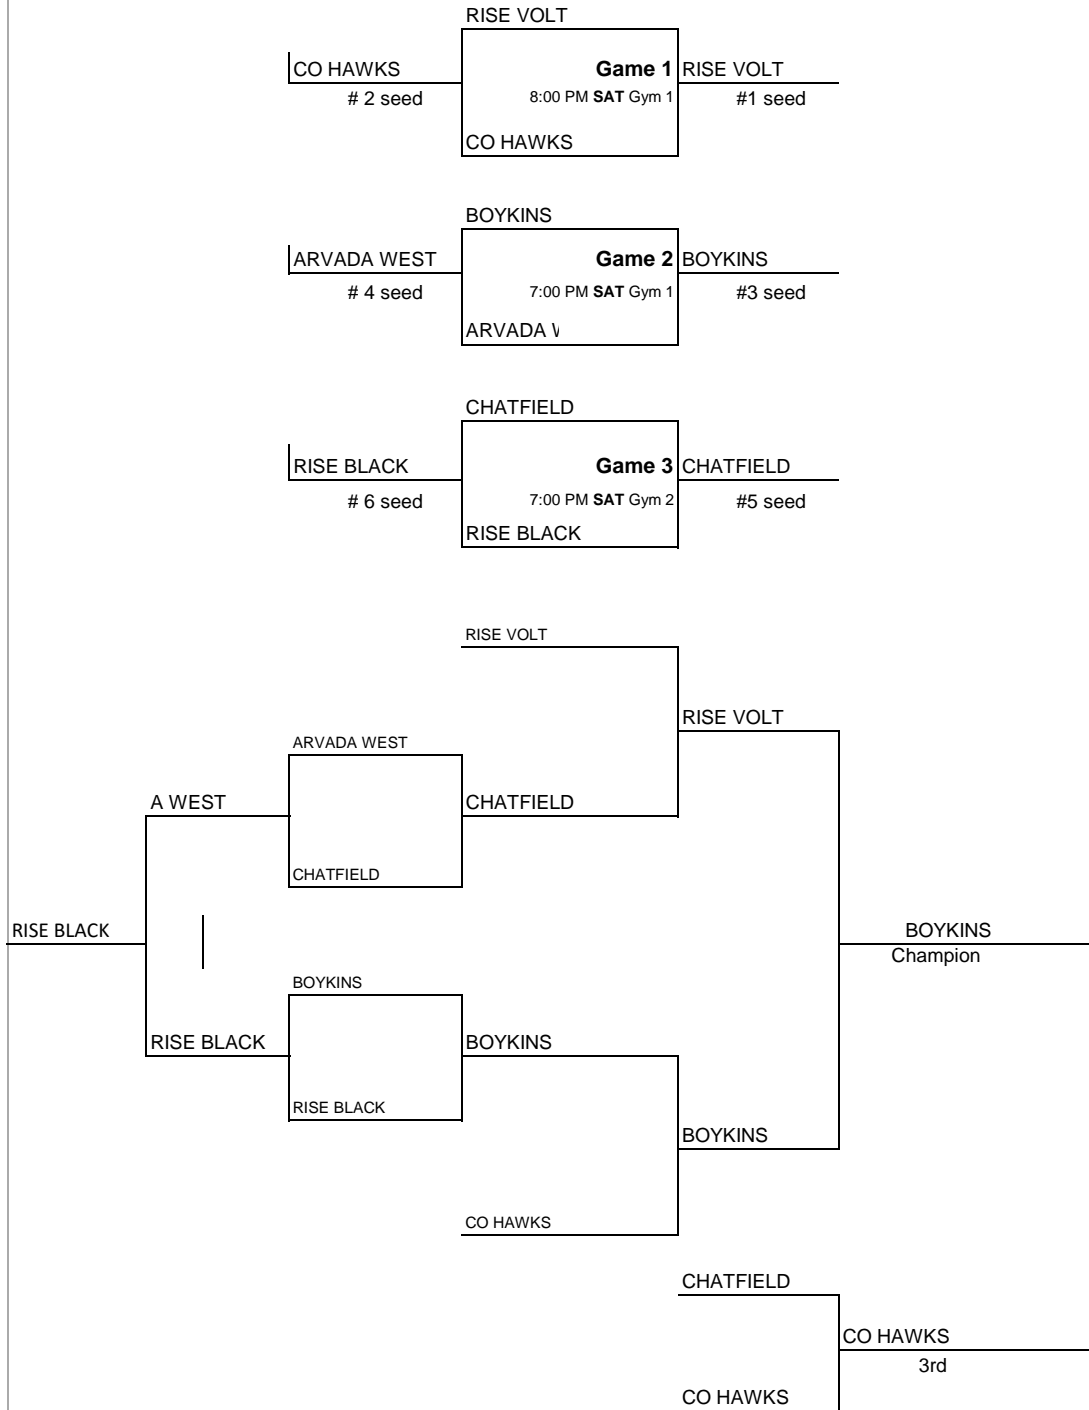 RISE VOLT
CO HAWKS Game 1 RISE VOLT
# 2 seed 8:00 PM SAT Gym 1 #1 seed
CO HAWKS
BOYKINS
ARVADA WEST Game 2 BOYKINS
# 4 seed 7:00 PM SAT Gym 1 #3 seed
ARVADA
CHATFIELD
RISE BLACK Game 3 CHATFIELD
# 6 seed 7:00 PM SAT Gym 2 #5 seed
RISE BLACK
RISE VOLT
RISE VOLT
ARVADA WEST
A WEST CHATFIELD
CHATFIELD
RISE BLACK BOYKINS
Champion
BOYKINS
RISE BLACK BOYKINS
RISE BLACK
BOYKINS
CO HAWKS
CHATFIELD
CO HAWKS
3rd
CO HAWKS